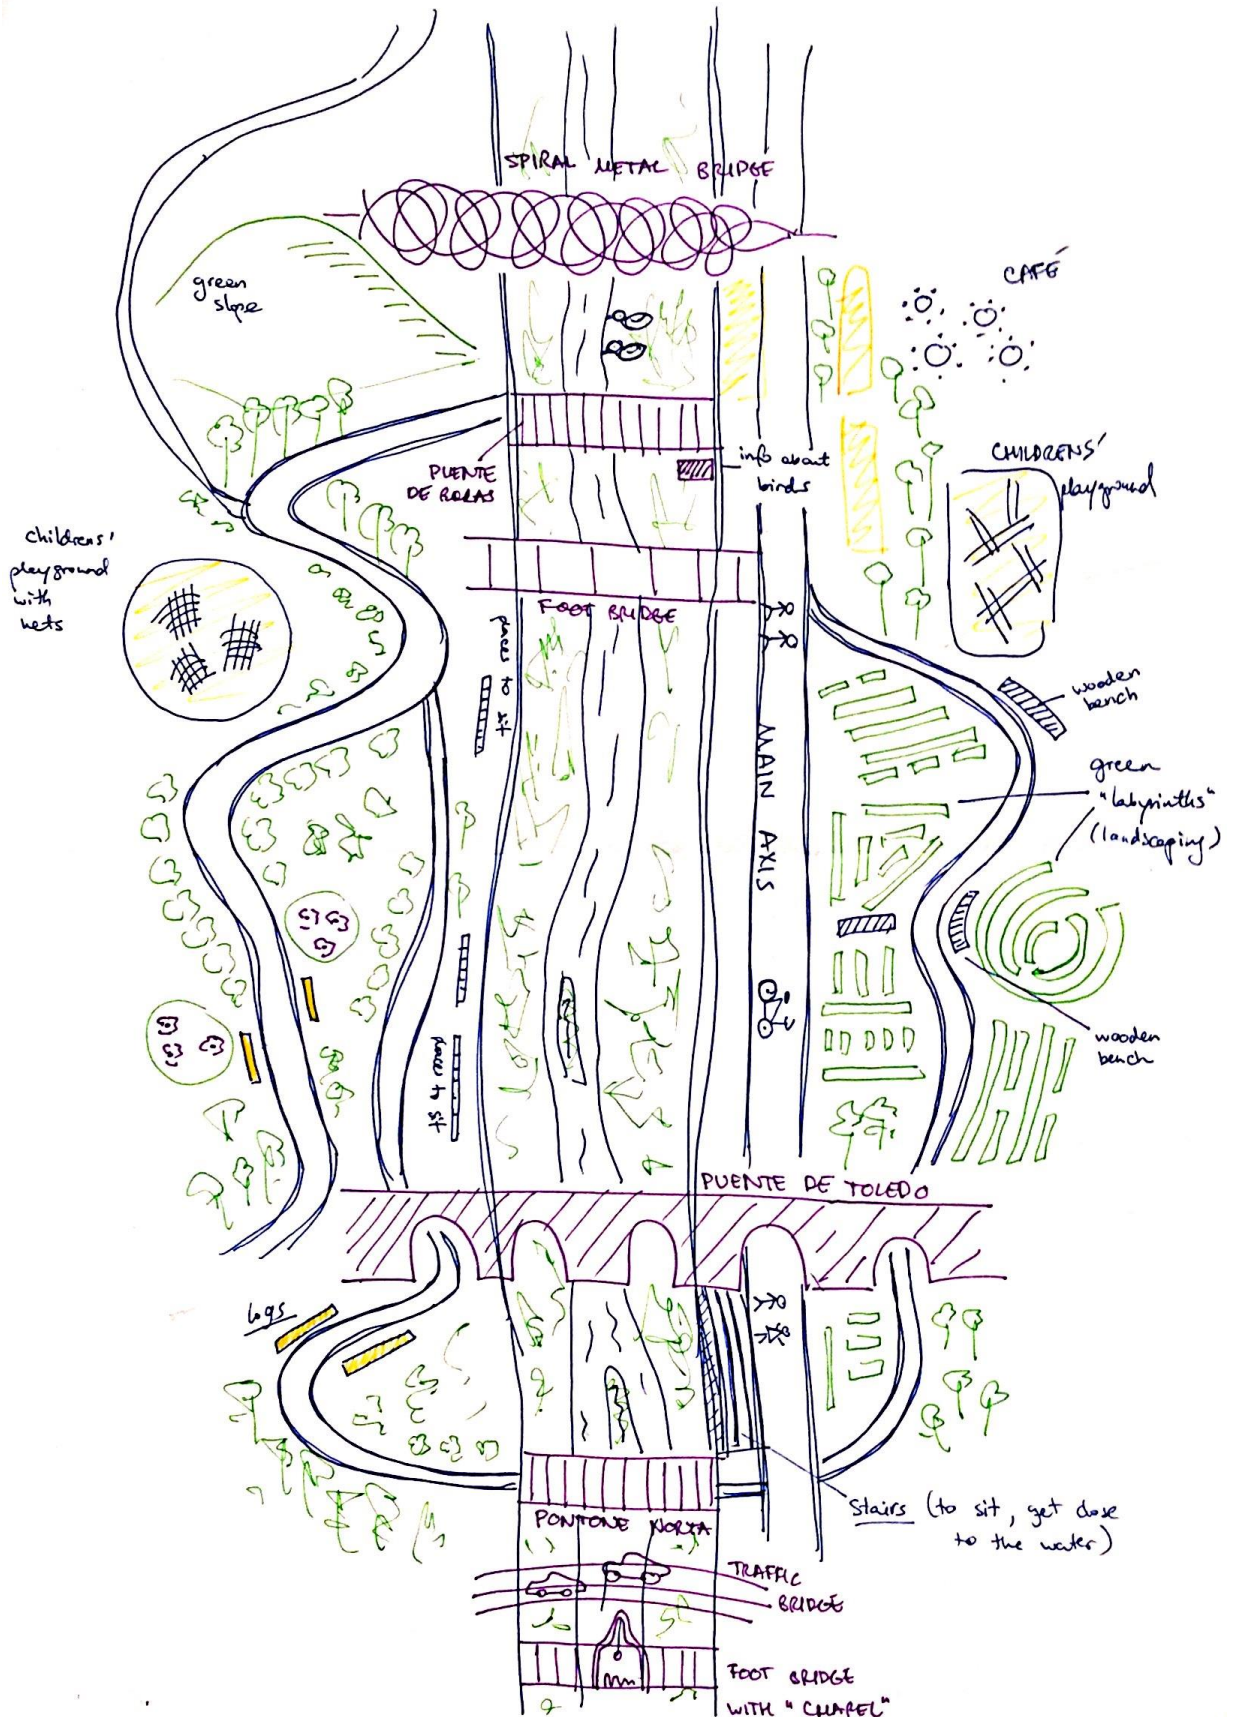 SPIRAL METAL BRIDGE
green
slope
CAFÉ
PUENTE
DE
info about
birds
CHILDRENS'
playground
childrens'
playground
with
nets
FOOT BRIDGE
places to sit
wooden
bench
MAIN AXIS
green
"labyrinths"
(landscaping)
wooden
bench
places to sit
PUENTE DE TOLEDO
logs
Stairs (to sit, get close
to the water)
PONTONE
TRAFFIC
BRIDGE
FOOT BRIDGE
WITH "CHAPEL"